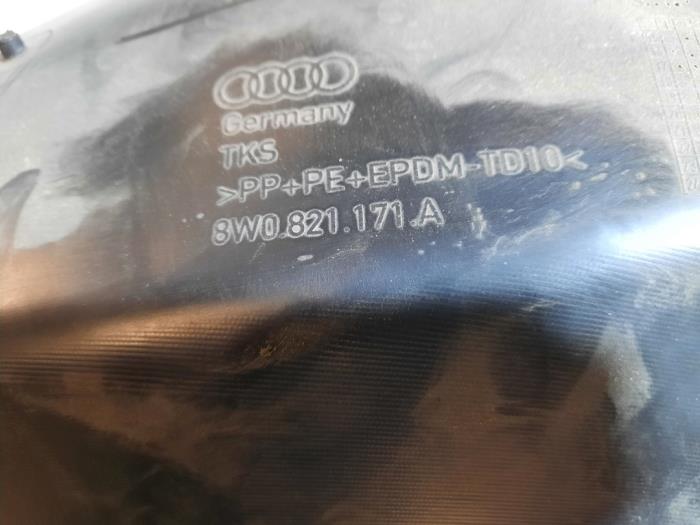 Germany
TKS
>PP+PE+EPDM-TD10<
8W0.821.171.A